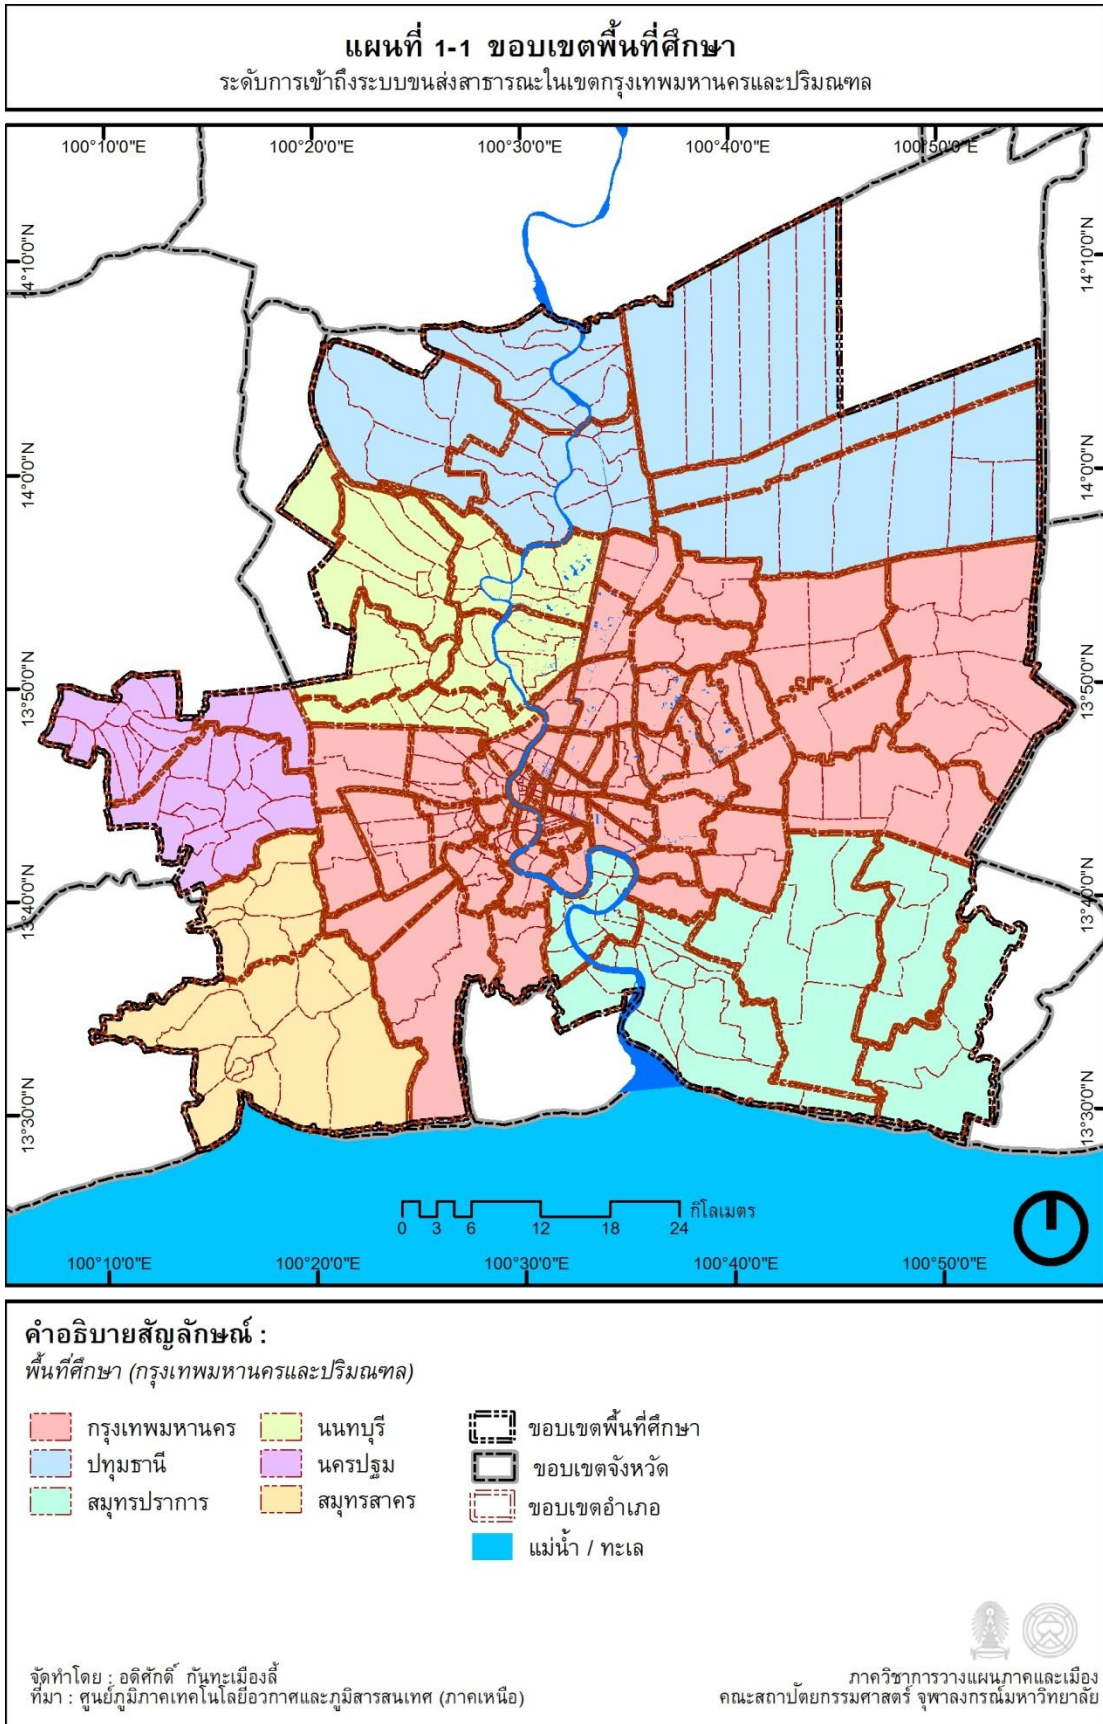 แผนที่ 1-1 ขอบเขตพื้นที่ศึกษา
ระดับการเข้าถึงระบบขนส่งสาธารณะในเขตกรุงเทพมหานครและปริมณฑล
100°10'0"E 100°20'0"E 100°30'0"E 100°40'0"E 100°50'0"E
14°10'0"N 14°10'0"N
14°0'0"N 14°0'0"N
13°50'0"N 13°50'0"N
13°40'0"N 13°40'0"N
13°30'0"N 13°30'0"N
กิโลเมตร
0 3 6 12 18 24
100°10'0"E 100°20'0"E 100°30'0"E 100°40'0"E 100°50'0"E
คำอธิบายสัญลักษณ์ :
พื้นที่ศึกษา (กรุงเทพมหานครและปริมณฑล)
กรุงเทพมหานคร นนทบุรี ขอบเขตพื้นที่ศึกษา
ปทุมธานี นครปฐม ขอบเขตจังหวัด
สมุทรปราการ สมุทรสาคร ขอบเขตอำเภอ
แม่น้ำ / ทะเล
จัดทำโดย : อดิศักดิ์ กันทะเมืองลี้
ที่มา : ศูนย์ภูมิภาคเทคโนโลยีอวกาศและภูมิสารสนเทศ (ภาคเหนือ)
ภาควิชาการวางแผนภาคและเมือง
คณะสถาปัตยกรรมศาสตร์ จุฬาลงกรณ์มหาวิทยาลัย